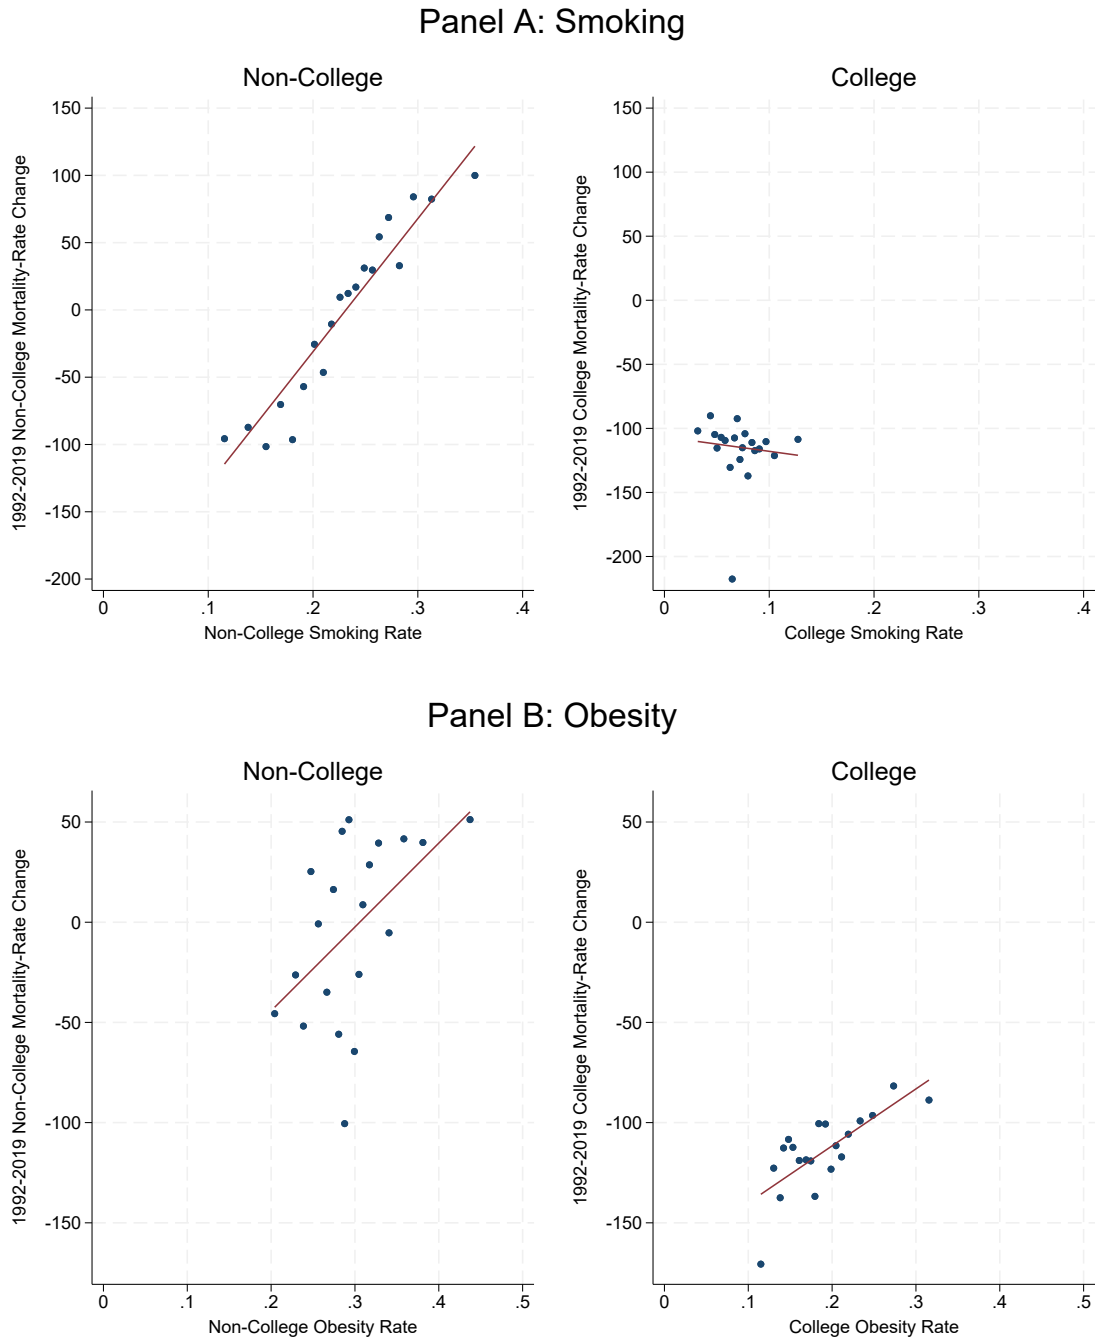 Panel A: Smoking
Non-College
1992-2019 Non-College Mortality-Rate Change
150
100
50
0
-50
-100
-150
-200
0 .1 .2 .3 .4
Non-College Smoking Rate
College
1992-2019 College Mortality-Rate Change
150
100
50
0
-50
-100
-150
-200
0 .1 .2 .3 .4
College Smoking Rate
Panel B: Obesity
Non-College
1992-2019 Non-College Mortality-Rate Change
50
0
-50
-100
-150
0 .1 .2 .3 .4 .5
Non-College Obesity Rate
College
1992-2019 College Mortality-Rate Change
50
0
-50
-100
-150
0 .1 .2 .3 .4 .5
College Obesity Rate